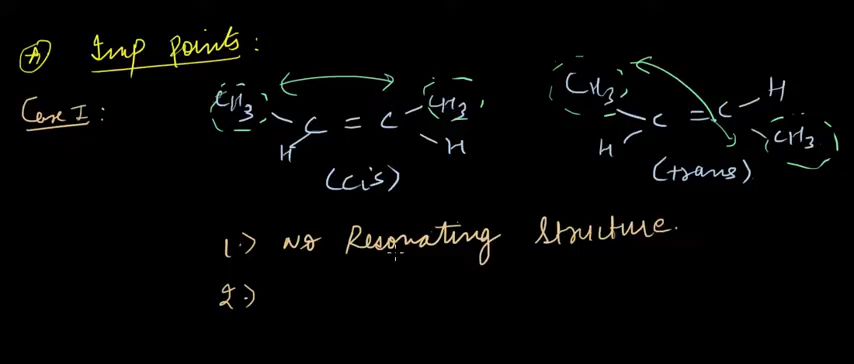 (A) Imp points :
Case I :
CH3 C = C CH3
H H
(cis)
CH3 C = C H
H CH3
(trans)
1.) No Resonating Structure.
2.)